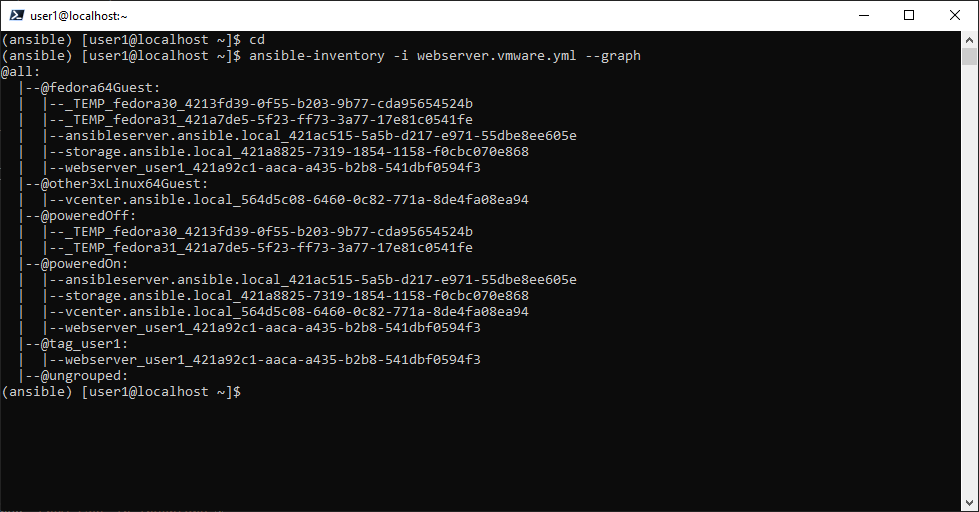 user1@localhost:~
(ansible) [user1@localhost ~]$ cd
(ansible) [user1@localhost ~]$ ansible-inventory -i webserver.vmware.yml --graph
@all:
  |--@fedora64Guest:
  |  |--_TEMP_fedora30_4213fd39-0f55-b203-9b77-cda95654524b
  |  |--_TEMP_fedora31_421a7de5-5f23-ff73-3a77-17e81c0541fe
  |  |--ansibleserver.ansible.local_421ac515-5a5b-d217-e971-55dbe8ee605e
  |  |--storage.ansible.local_421a8825-7319-1854-1158-f0cbc070e868
  |  |--webserver_user1_421a92c1-aaca-a435-b2b8-541dbf0594f3
  |--@other3xLinux64Guest:
  |  |--vcenter.ansible.local_564d5c08-6460-0c82-771a-8de4fa08ea94
  |--@poweredOff:
  |  |--_TEMP_fedora30_4213fd39-0f55-b203-9b77-cda95654524b
  |  |--_TEMP_fedora31_421a7de5-5f23-ff73-3a77-17e81c0541fe
  |--@poweredOn:
  |  |--ansibleserver.ansible.local_421ac515-5a5b-d217-e971-55dbe8ee605e
  |  |--storage.ansible.local_421a8825-7319-1854-1158-f0cbc070e868
  |  |--vcenter.ansible.local_564d5c08-6460-0c82-771a-8de4fa08ea94
  |  |--webserver_user1_421a92c1-aaca-a435-b2b8-541dbf0594f3
  |--@tag_user1:
  |  |--webserver_user1_421a92c1-aaca-a435-b2b8-541dbf0594f3
  |--@ungrouped:
(ansible) [user1@localhost ~]$